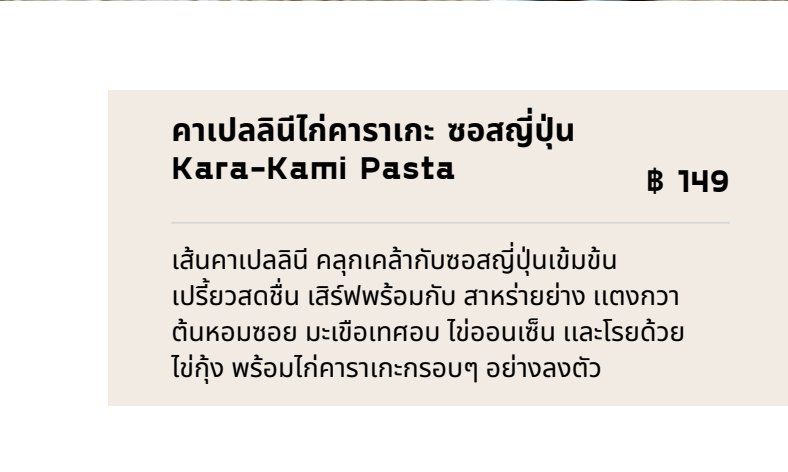 คาเปลลินีไก่คาราเกะ ซอสญี่ปุ่น
Kara-Kami Pasta
฿ 149
เส้นคาเปลลินี คลุกเคล้ากับซอสญี่ปุ่นเข้มข้น
เปรี้ยวสดชื่น เสิร์ฟพร้อมกับ สาหร่ายย่าง แตงกวา
ต้นหอมซอย มะเขือเทศอบ ไข่ออนเซ็น และโรยด้วย
ไข่กุ้ง พร้อมไก่คาราเกะกรอบๆ อย่างลงตัว